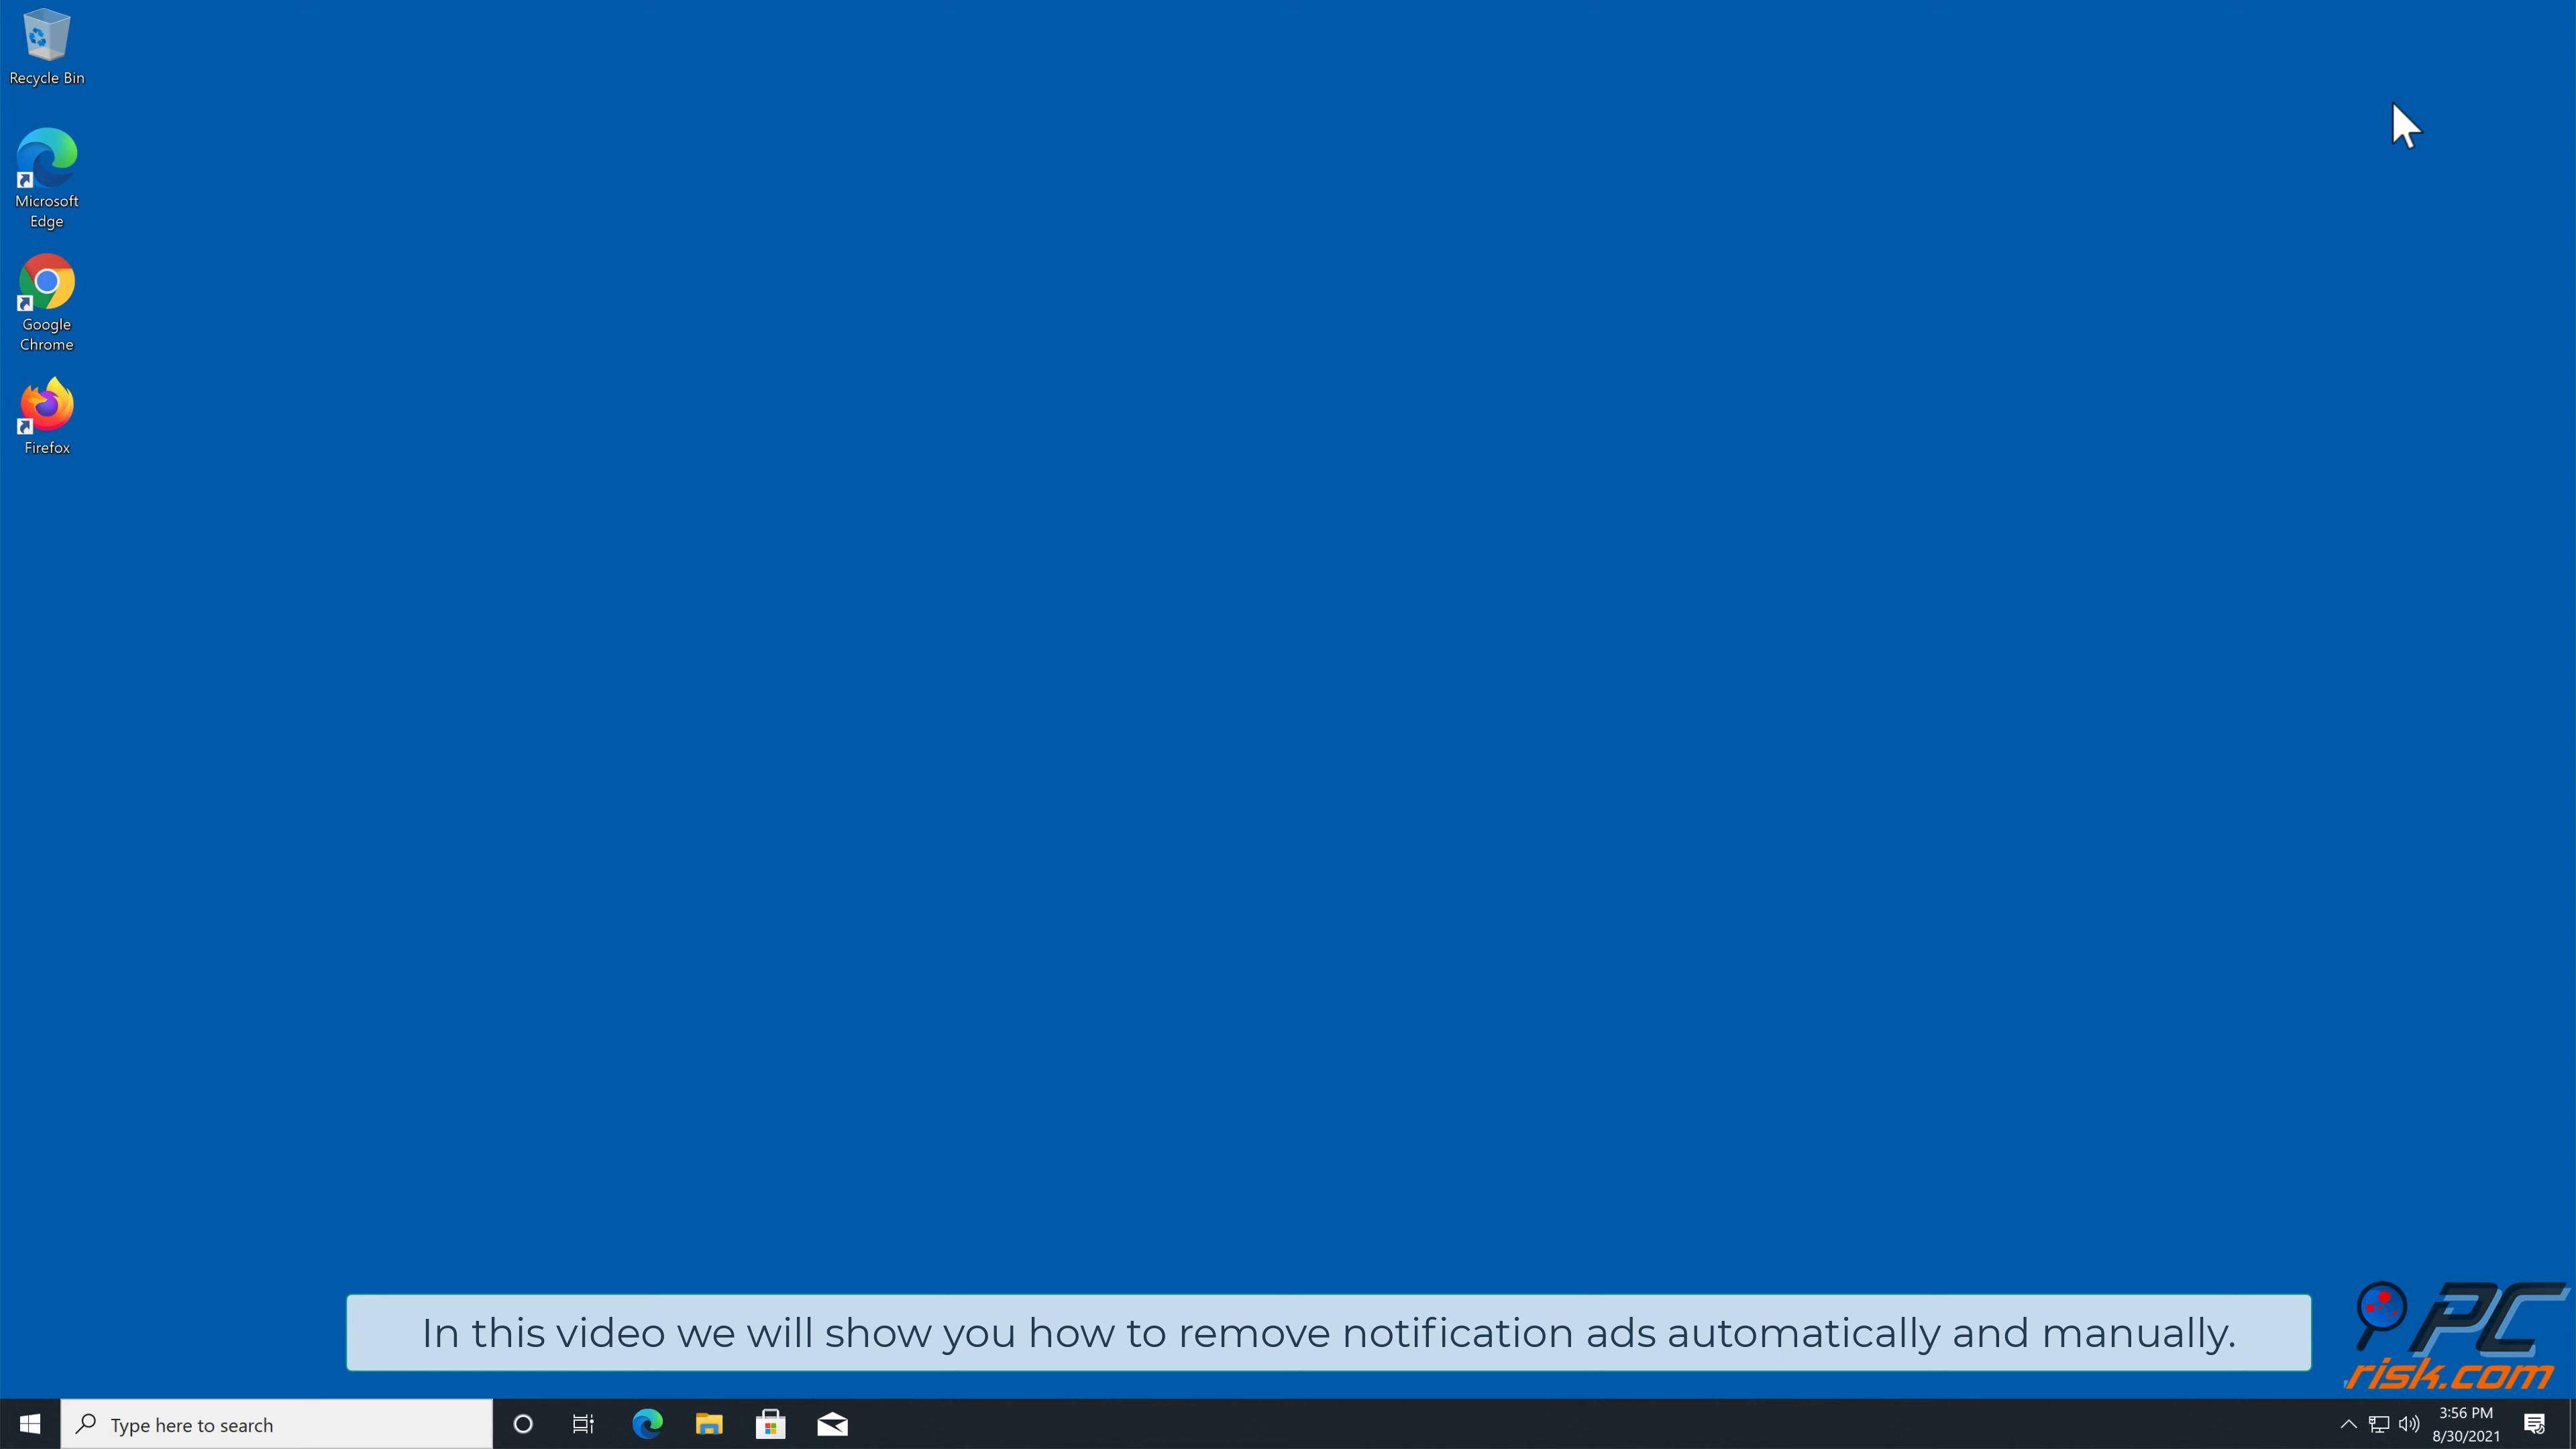 Recycle Bin
Microsoft
Edge
Google
Chrome
Firefox
In this video we will show you how to remove notification ads automatically and manually.
PC
risk.com
Type here to search
3:56 PM
8/30/2021